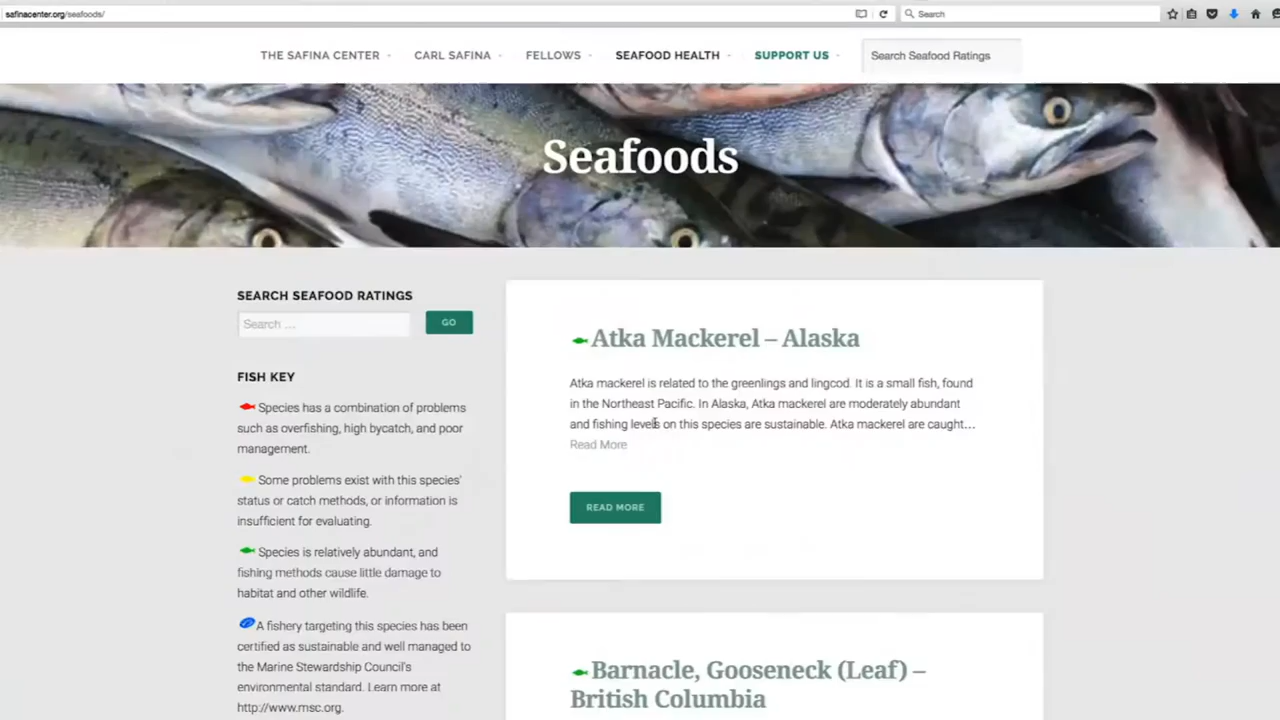 safinacenter.org/seafoods/
Search
THE SAFINA CENTER CARL SAFINA FELLOWS SEAFOOD HEALTH SUPPORT US Search Seafood Ratings
Seafoods
SEARCH SEAFOOD RATINGS
Search ...
GO
FISH KEY
Species has a combination of problems
such as overfishing, high bycatch, and poor
management.
Some problems exist with this species'
status or catch methods, or information is
insufficient for evaluating.
Species is relatively abundant, and
fishing methods cause little damage to
habitat and other wildlife.
A fishery targeting this species has been
certified as sustainable and well managed to
the Marine Stewardship Council's
environmental standard. Learn more at
http://www.msc.org.
Atka Mackerel – Alaska
Atka mackerel is related to the greenlings and lingcod. It is a small fish, found
in the Northeast Pacific. In Alaska, Atka mackerel are moderately abundant
and fishing levels on this species are sustainable. Atka mackerel are caught...
Read More
READ MORE
Barnacle, Gooseneck (Leaf) –
British Columbia